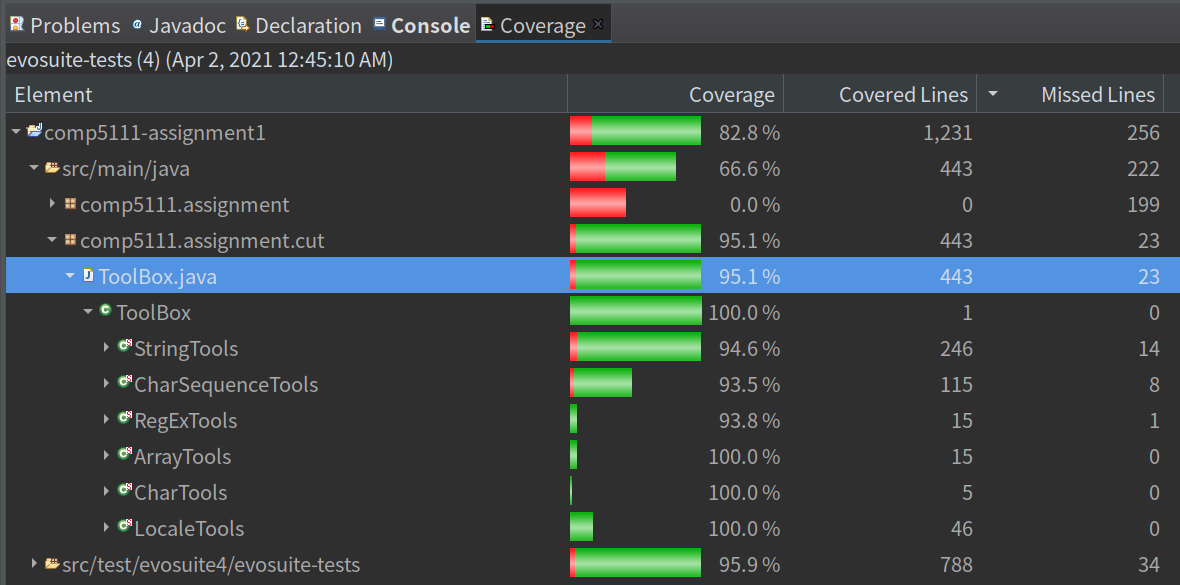 Problems @ Javadoc Declaration Console Coverage
evosuite-tests (4) (Apr 2, 2021 12:45:10 AM)
Element Coverage Covered Lines Missed Lines
comp5111-assignment1 82.8 % 1,231 256
src/main/java 66.6 % 443 222
comp5111.assignment 0.0 % 0 199
comp5111.assignment.cut 95.1 % 443 23
ToolBox.java 95.1 % 443 23
ToolBox 100.0 % 1 0
StringTools 94.6 % 246 14
CharSequenceTools 93.5 % 115 8
RegExTools 93.8 % 15 1
ArrayTools 100.0 % 15 0
CharTools 100.0 % 5 0
LocaleTools 100.0 % 46 0
src/test/evosuite4/evosuite-tests 95.9 % 788 34